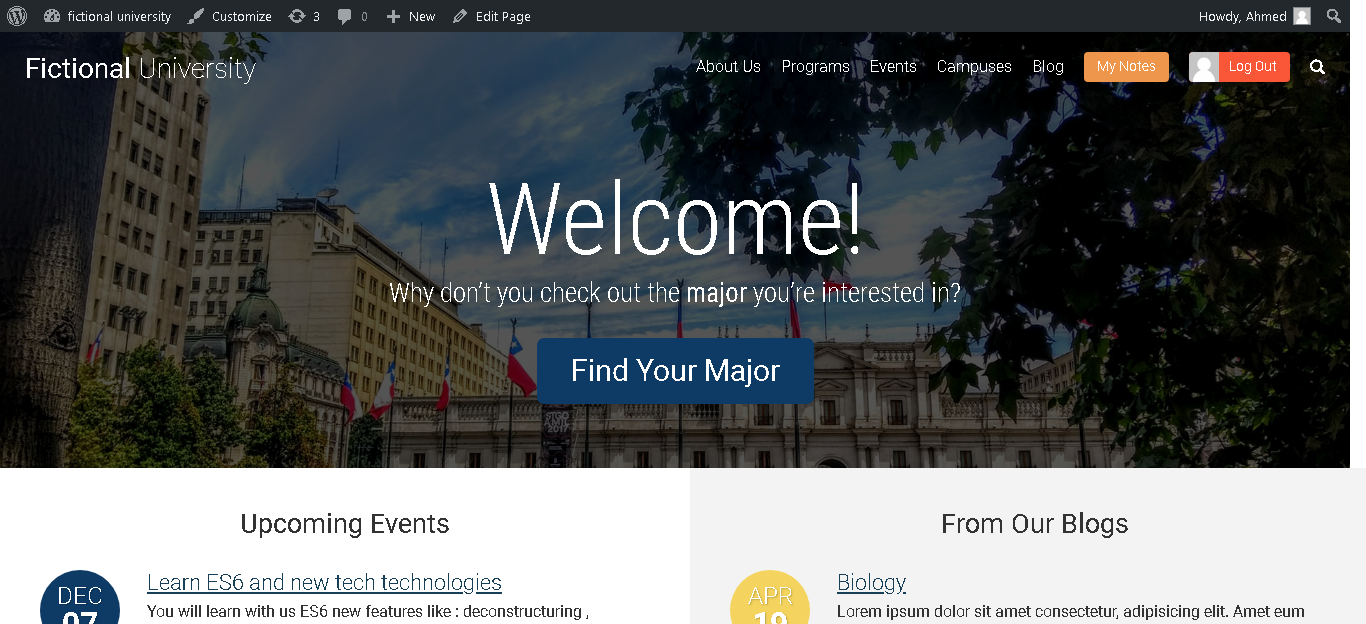 fictional university Customize 3 0 New Edit Page Howdy, Ahmed
Fictional University About Us Programs Events Campuses Blog My Notes Log Out
Welcome!
Why don't you check out the major you're interested in?
Find Your Major
2017
Upcoming Events
From Our Blogs
DEC
07
Learn ES6 and new tech technologies
You will learn with us ES6 new features like : deconstructuring ,
APR
19
Biology
Lorem ipsum dolor sit amet consectetur, adipisicing elit. Amet eum